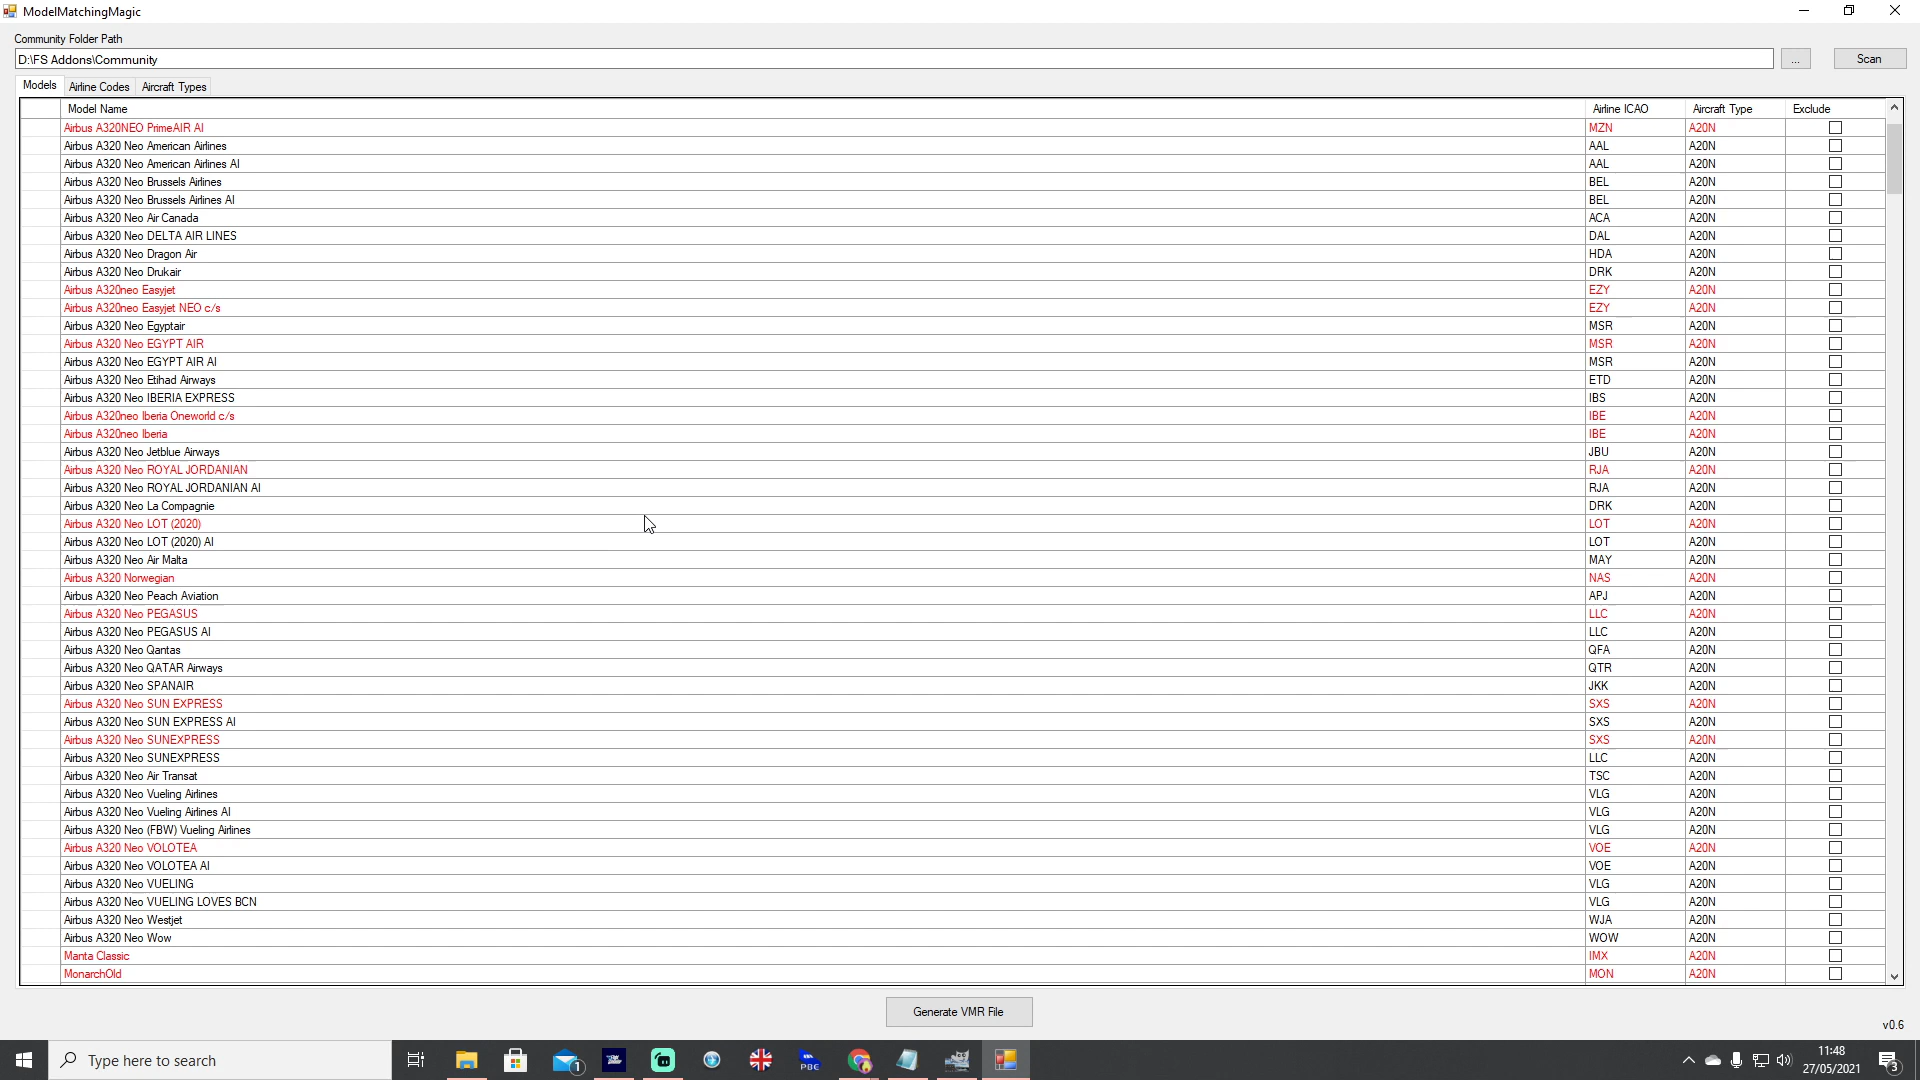 ModelMatchingMagic
Community Folder Path
D:\FS Addons\Community ... Scan
Models Airline Codes Aircraft Types
Model Name Airline ICAO Aircraft Type Exclude
Airbus A320NEO PrimeAIR AI MZN A20N
Airbus A320 Neo American Airlines AAL A20N
Airbus A320 Neo American Airlines AI AAL A20N
Airbus A320 Neo Brussels Airlines BEL A20N
Airbus A320 Neo Brussels Airlines AI BEL A20N
Airbus A320 Neo Air Canada ACA A20N
Airbus A320 Neo DELTA AIR LINES DAL A20N
Airbus A320 Neo Dragon Air HDA A20N
Airbus A320 Neo Drukair DRK A20N
Airbus A320neo Easyjet EZY A20N
Airbus A320neo Easyjet NEO c/s EZY A20N
Airbus A320 Neo Egyptair MSR A20N
Airbus A320 Neo EGYPT AIR MSR A20N
Airbus A320 Neo EGYPT AIR AI MSR A20N
Airbus A320 Neo Etihad Airways ETD A20N
Airbus A320 Neo IBERIA EXPRESS IBS A20N
Airbus A320neo Iberia Oneworld c/s IBE A20N
Airbus A320neo Iberia IBE A20N
Airbus A320 Neo Jetblue Airways JBU A20N
Airbus A320 Neo ROYAL JORDANIAN RJA A20N
Airbus A320 Neo ROYAL JORDANIAN AI RJA A20N
Airbus A320 Neo La Compagnie DRK A20N
Airbus A320 Neo LOT (2020) LOT A20N
Airbus A320 Neo LOT (2020) AI LOT A20N
Airbus A320 Neo Air Malta MAY A20N
Airbus A320 Norwegian NAS A20N
Airbus A320 Neo Peach Aviation APJ A20N
Airbus A320 Neo PEGASUS LLC A20N
Airbus A320 Neo PEGASUS AI LLC A20N
Airbus A320 Neo Qantas QFA A20N
Airbus A320 Neo QATAR Airways QTR A20N
Airbus A320 Neo SPANAIR JKK A20N
Airbus A320 Neo SUN EXPRESS SXS A20N
Airbus A320 Neo SUN EXPRESS AI SXS A20N
Airbus A320 Neo SUNEXPRESS SXS A20N
Airbus A320 Neo SUNEXPRESS LLC A20N
Airbus A320 Neo Air Transat TSC A20N
Airbus A320 Neo Vueling Airlines VLG A20N
Airbus A320 Neo Vueling Airlines AI VLG A20N
Airbus A320 Neo (FBW) Vueling Airlines VLG A20N
Airbus A320 Neo VOLOTEA VOE A20N
Airbus A320 Neo VOLOTEA AI VOE A20N
Airbus A320 Neo VUELING VLG A20N
Airbus A320 Neo VUELING LOVES BCN VLG A20N
Airbus A320 Neo Westjet WJA A20N
Airbus A320 Neo Wow WOW A20N
Manta Classic IMX A20N
MonarchOld MON A20N
Generate VMR File
v0.6
Type here to search 1 PBC 11:48 3
27/05/2021